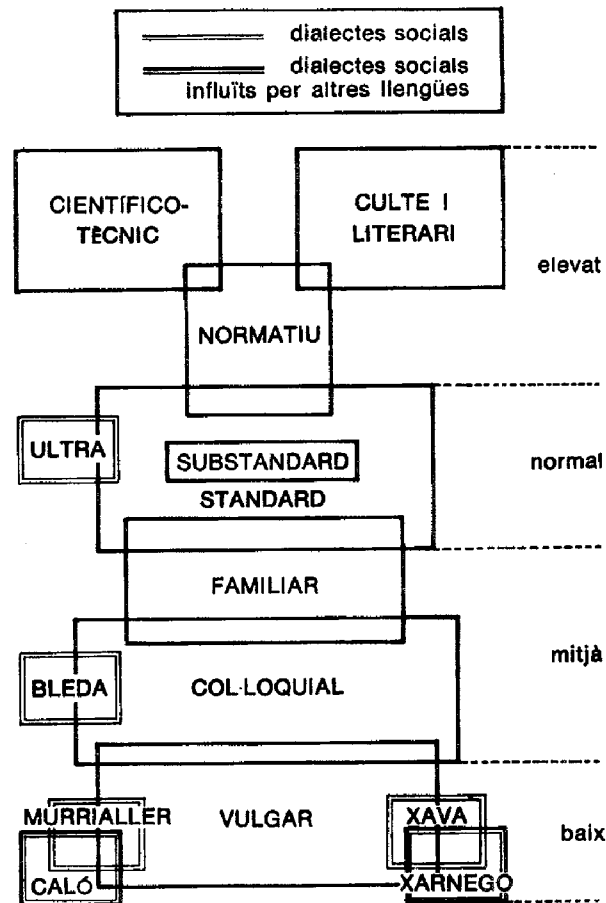 dialectes socials
dialectes socials
influïts per altres llengües
CIENTÍFICO-
TÈCNIC
CULTE I
LITERARI
elevat
NORMATIU
ULTRA
SUBSTANDARD
normal
STANDARD
FAMILIAR
mitjà
BLEDA
COL·LOQUIAL
MURRIALLER
VULGAR
XAVA
baix
CALÓ
XARNEGO